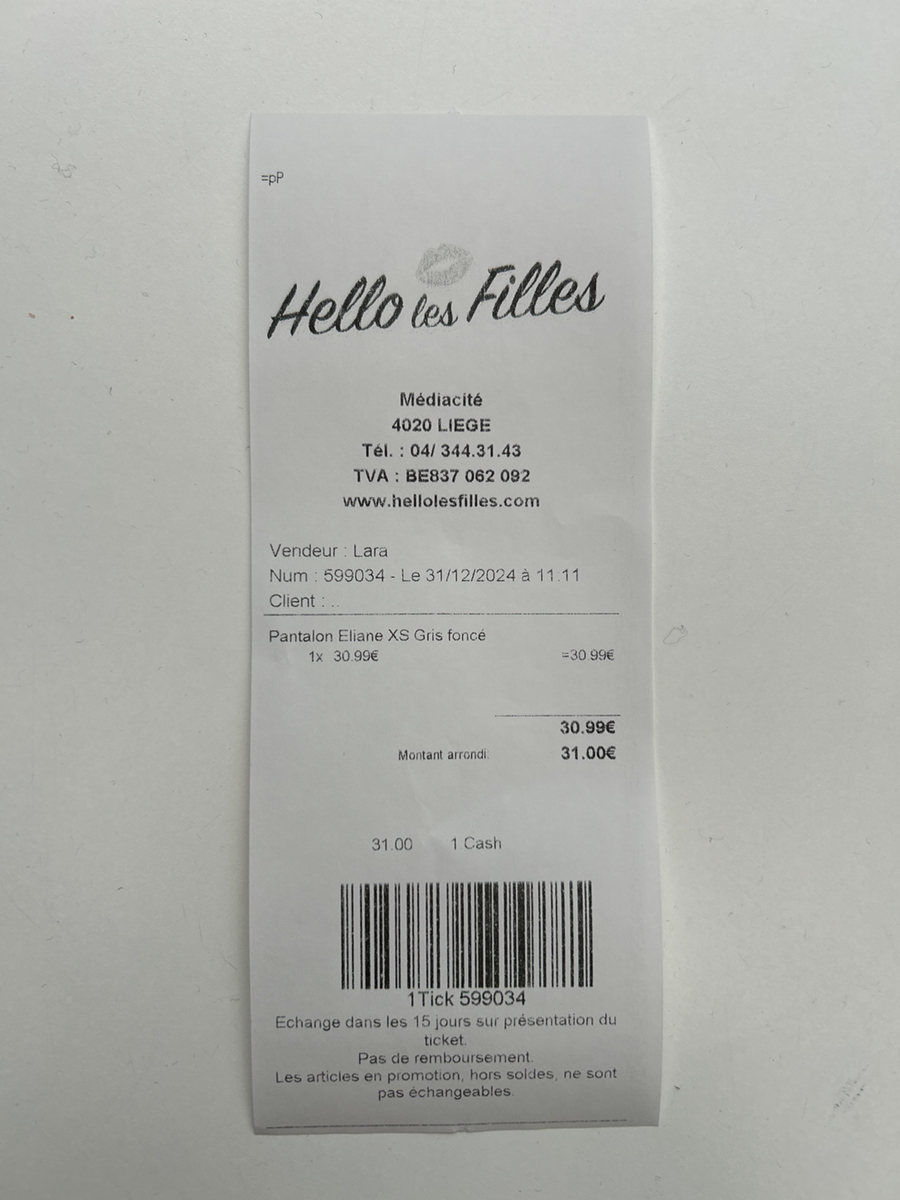 =pP
Hello les Filles
Médiacité
4020 LIEGE
Tél. : 04/ 344.31.43
TVA : BE837 062 092
www.hellolesfilles.com
Vendeur : Lara
Num : 599034 - Le 31/12/2024 à 11.11
Client : ..
Pantalon Eliane XS Gris foncé
1x 30.99€ =30.99€
30.99€
Montant arrondi: 31.00€
31.00 1 Cash
1Tick 599034
Echange dans les 15 jours sur présentation du
ticket.
Pas de remboursement.
Les articles en promotion, hors soldes, ne sont
pas échangeables.